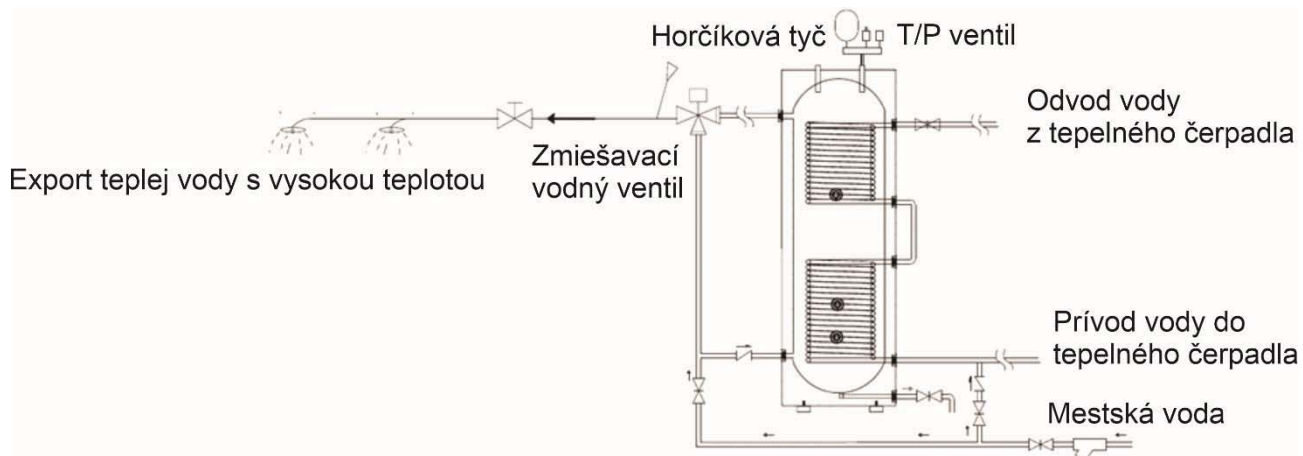 Horčíková tyč
T/P ventil
Odvod vody
z tepelného čerpadla
Zmiešavací
vodný ventil
Export teplej vody s vysokou teplotou
Prívod vody do
tepelného čerpadla
Mestská voda